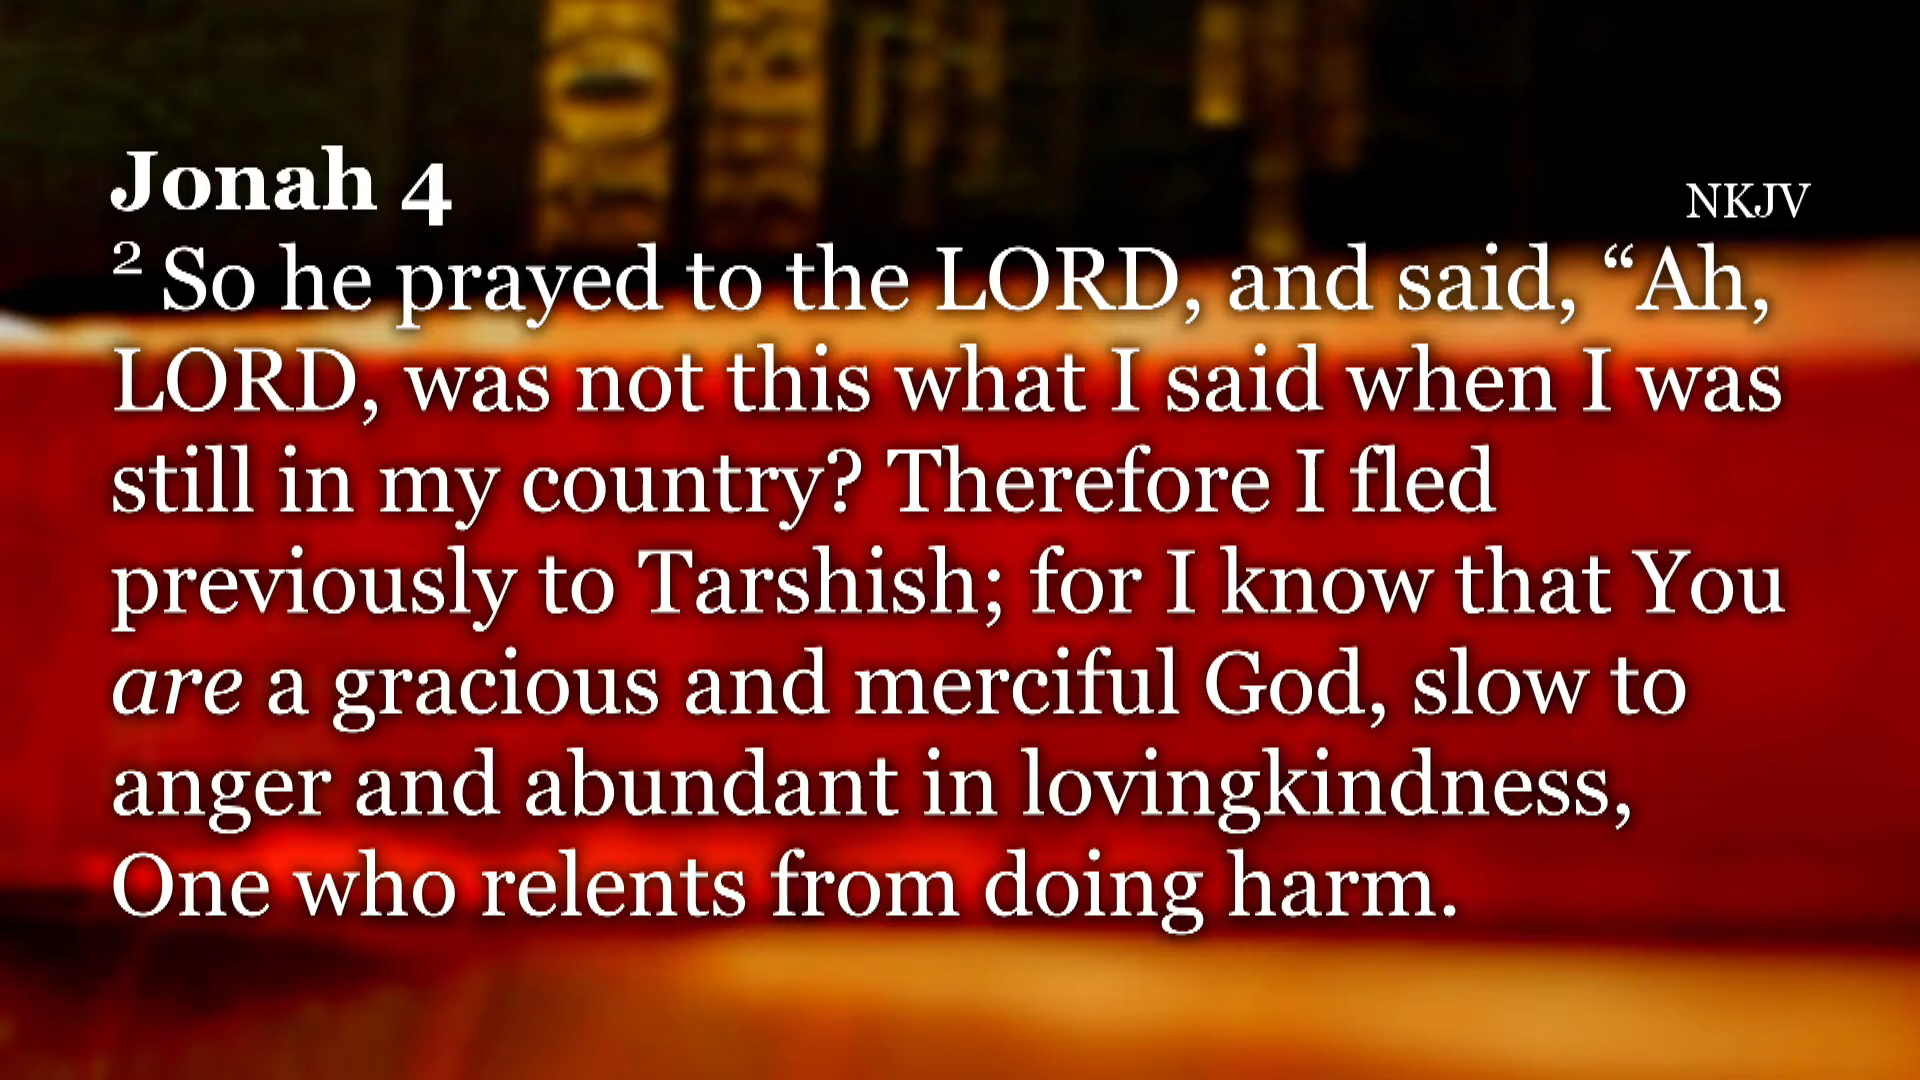 Jonah 4
NKJV
² So he prayed to the LORD, and said, “Ah,
LORD, was not this what I said when I was
still in my country? Therefore I fled
previously to Tarshish; for I know that You
are a gracious and merciful God, slow to
anger and abundant in lovingkindness,
One who relents from doing harm.